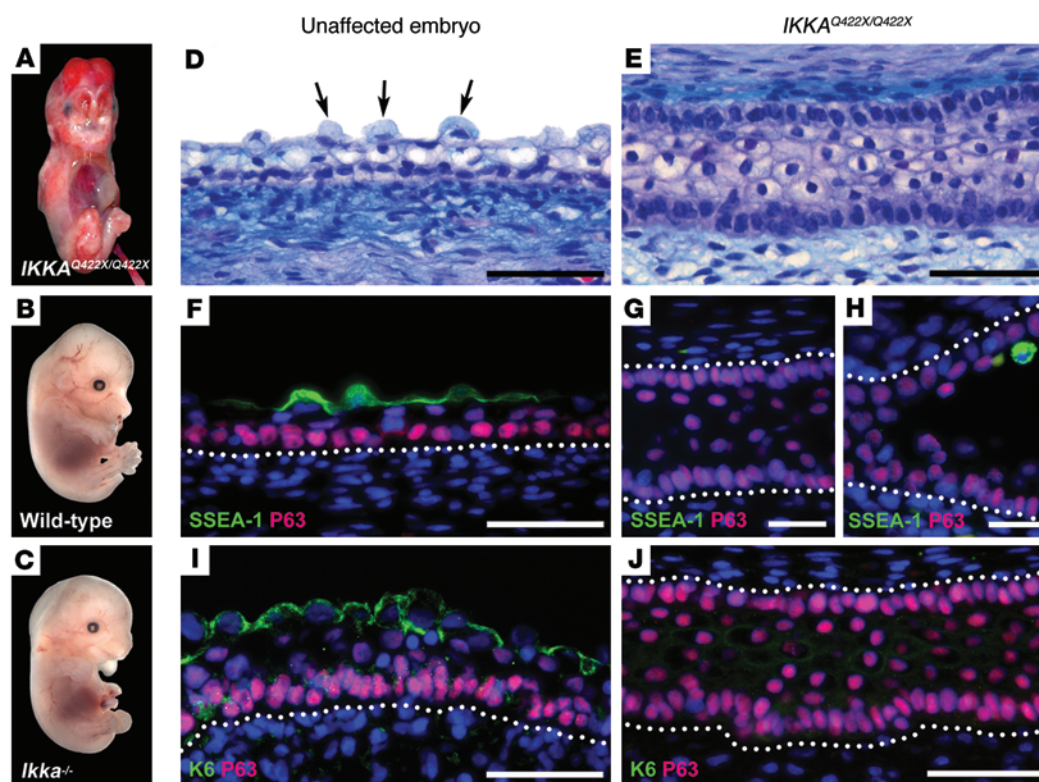 Unaffected embryo
IKKA^Q422X/Q422X
A
D
E
IKKA^Q422X/Q422X
B
F
G
H
Wild-type
SSEA-1 P63
SSEA-1 P63
SSEA-1 P63
C
I
J
Ikka-/-
K6 P63
K6 P63